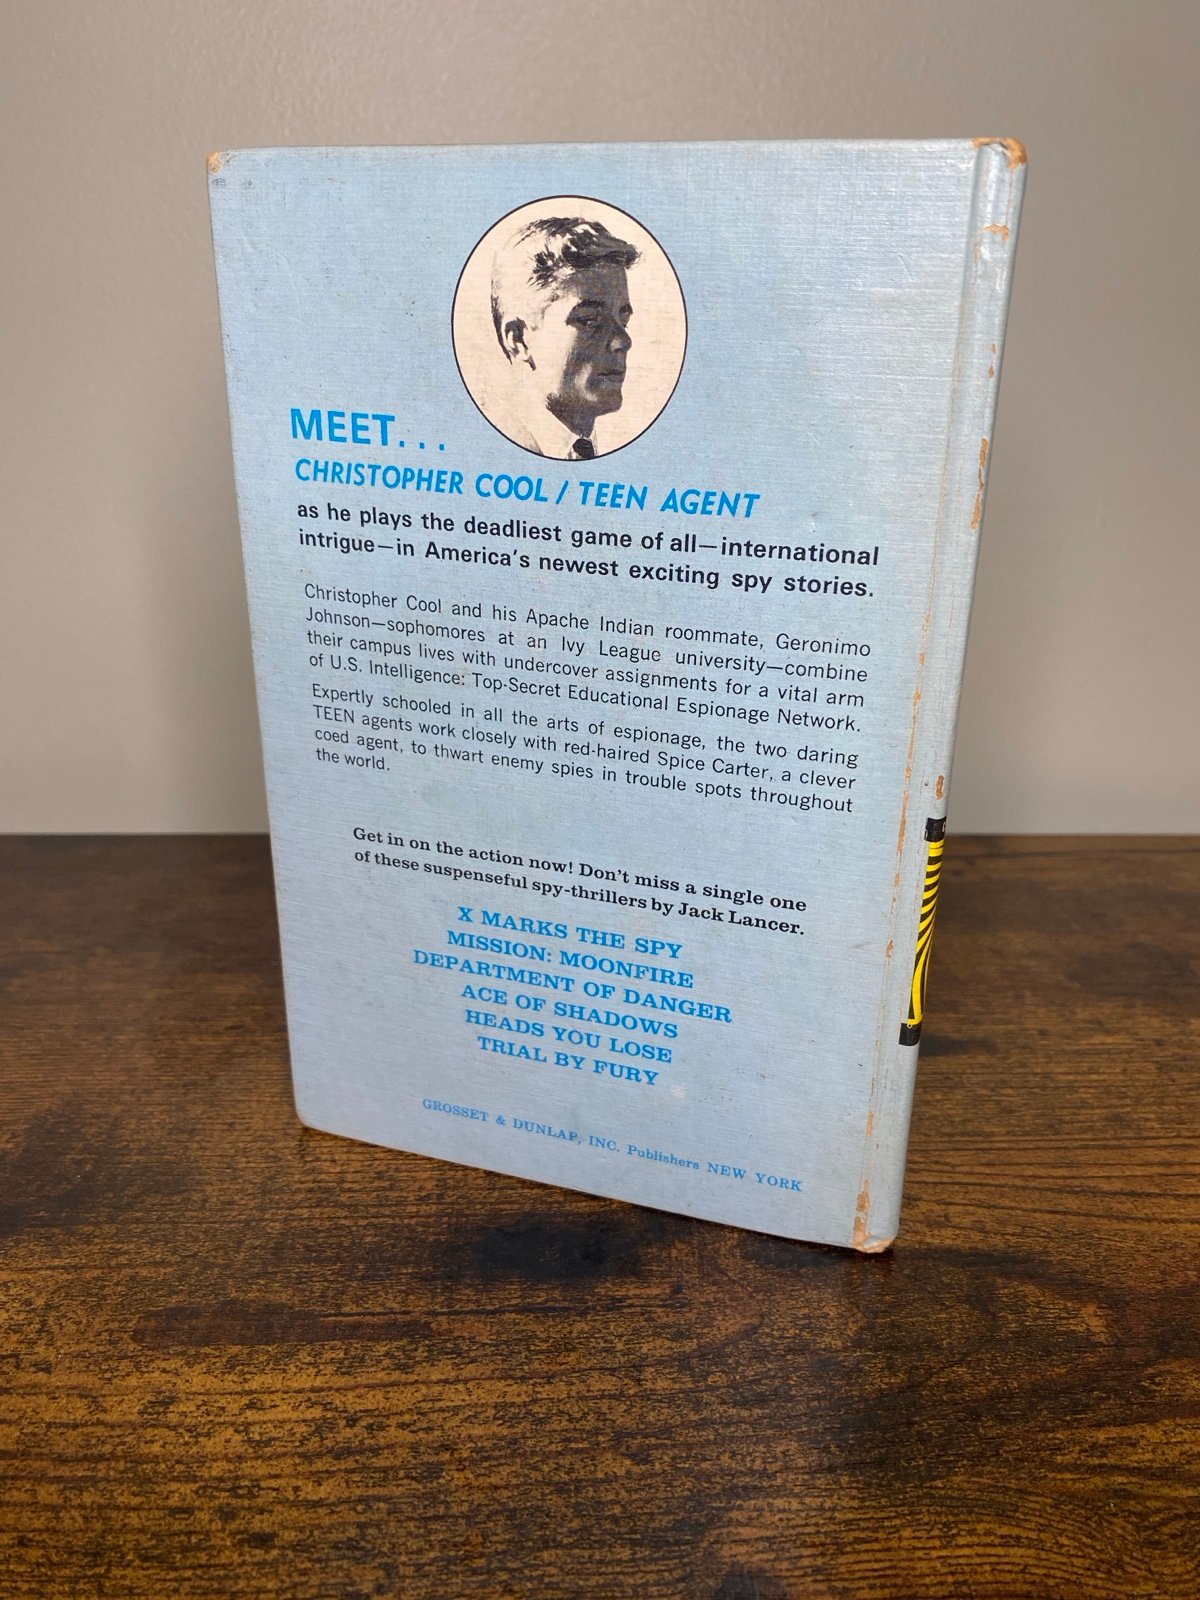 MEET...
CHRISTOPHER COOL / TEEN AGENT
as he plays the deadliest game of all—international
intrigue—in America's newest exciting spy stories.
Christopher Cool and his Apache Indian roommate, Geronimo
Johnson—sophomores at an Ivy League university—combine
their campus lives with undercover assignments for a vital arm
of U.S. Intelligence: Top-Secret Educational Espionage Network.
Expertly schooled in all the arts of espionage, the two daring
TEEN agents work closely with red-haired Spice Carter, a clever
coed agent, to thwart enemy spies in trouble spots throughout
the world.
Get in on the action now! Don't miss a single one
of these suspenseful spy-thrillers by Jack Lancer.
X MARKS THE SPY
MISSION: MOONFIRE
DEPARTMENT OF DANGER
ACE OF SHADOWS
HEADS YOU LOSE
TRIAL BY FURY
GROSSET & DUNLAP, INC. Publishers NEW YORK